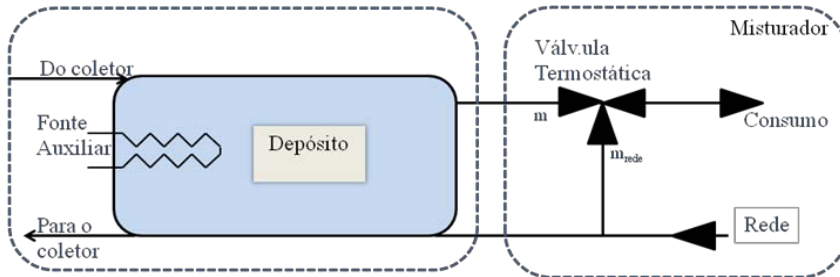 Misturador
Do coletor
Válv.ula
Termostática
Fonte
Auxiliar
Depósito
m
Consumo
m_rede
Para o
coletor
Rede